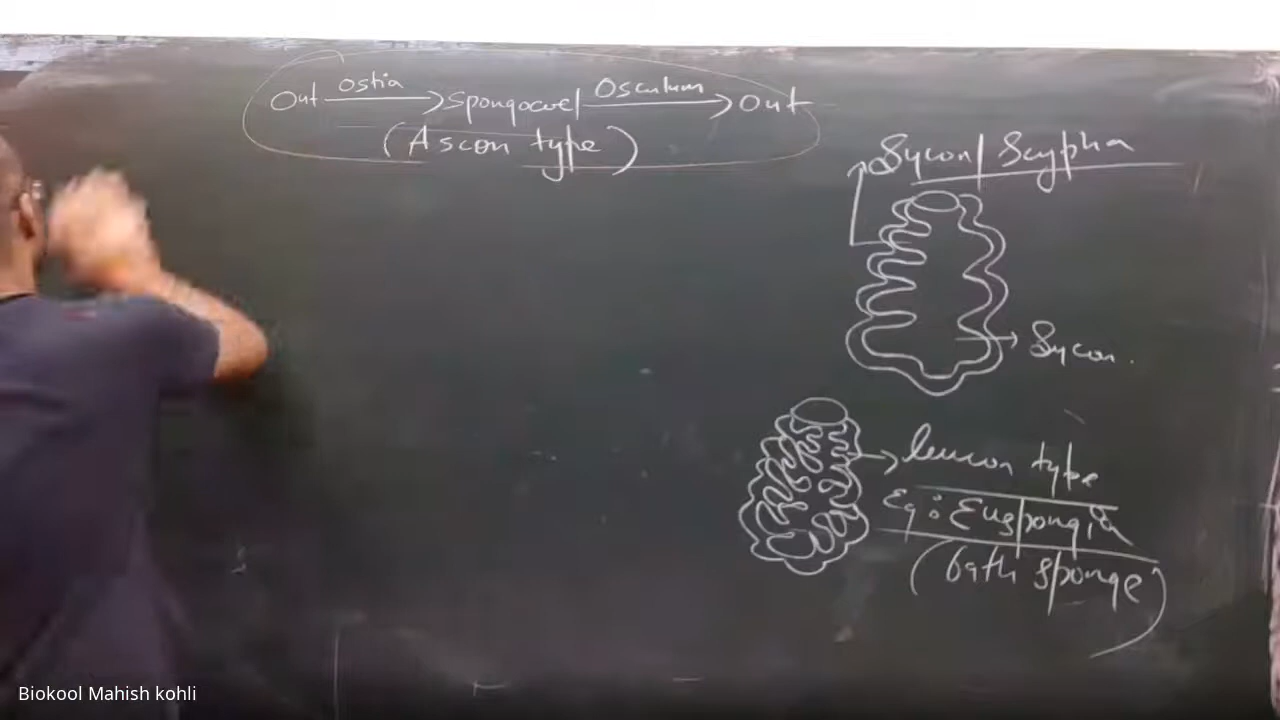 Out ostia → Spongocoel Osculum → Out
(Ascon type)
Sycon/Scypha
Sycon.
leucon type
Eg: Euspongia
(bath sponge)
Biokool Mahish kohli